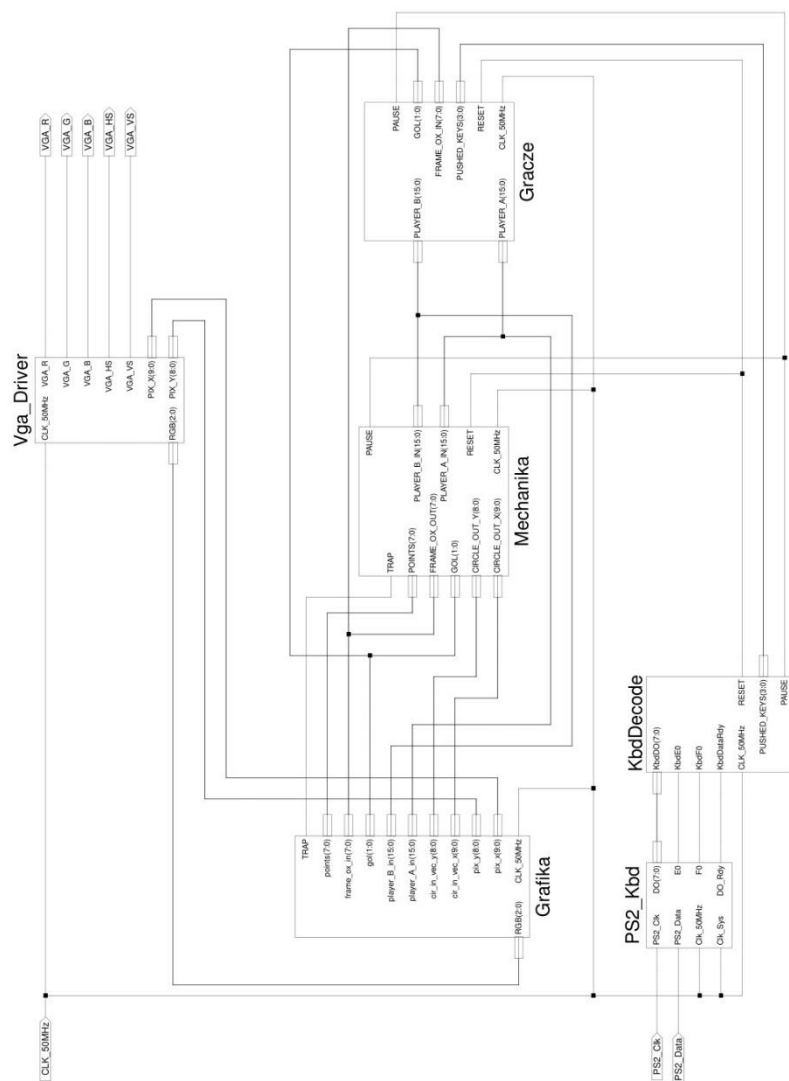 CLK_50MHz
VGA_R
VGA_G
VGA_B
VGA_HS
VGA_VS
Vga_Driver
CLK_50MHz VGA_R
VGA_G
VGA_B
VGA_HS
VGA_VS
PIX_X(9:0)
RGB(2:0) PIX_Y(8:0)
Grafika
TRAP
points(7:0)
frame_ox_in(7:0)
gol(1:0)
player_B_in(15:0)
player_A_in(15:0)
cir_in_vec_y(8:0)
cir_in_vec_x(9:0)
pix_y(8:0)
pix_x(9:0)
RGB(2:0) CLK_50MHz
Mechanika
TRAP PAUSE
POINTS(7:0) PLAYER_B_IN(15:0)
FRAME_OX_OUT(7:0) PLAYER_A_IN(15:0)
GOL(1:0)
CIRCLE_OUT_Y(8:0) RESET
CIRCLE_OUT_X(9:0) CLK_50MHz
Gracze
PAUSE
PLAYER_B(15:0) GOL(1:0)
FRAME_OX_IN(7:0)
PUSHED_KEYS(3:0)
RESET
PLAYER_A(15:0) CLK_50MHz
PS2_Clk
PS2_Data
PS2_Kbd
PS2_Clk DO(7:0)
PS2_Data E0
Clk_50MHz F0
Clk_Sys DO_Rdy
KbdDecode
KbdDO(7:0)
KbdE0
KbdF0
KbdDataRdy
CLK_50MHz RESET
PUSHED_KEYS(3:0)
PAUSE